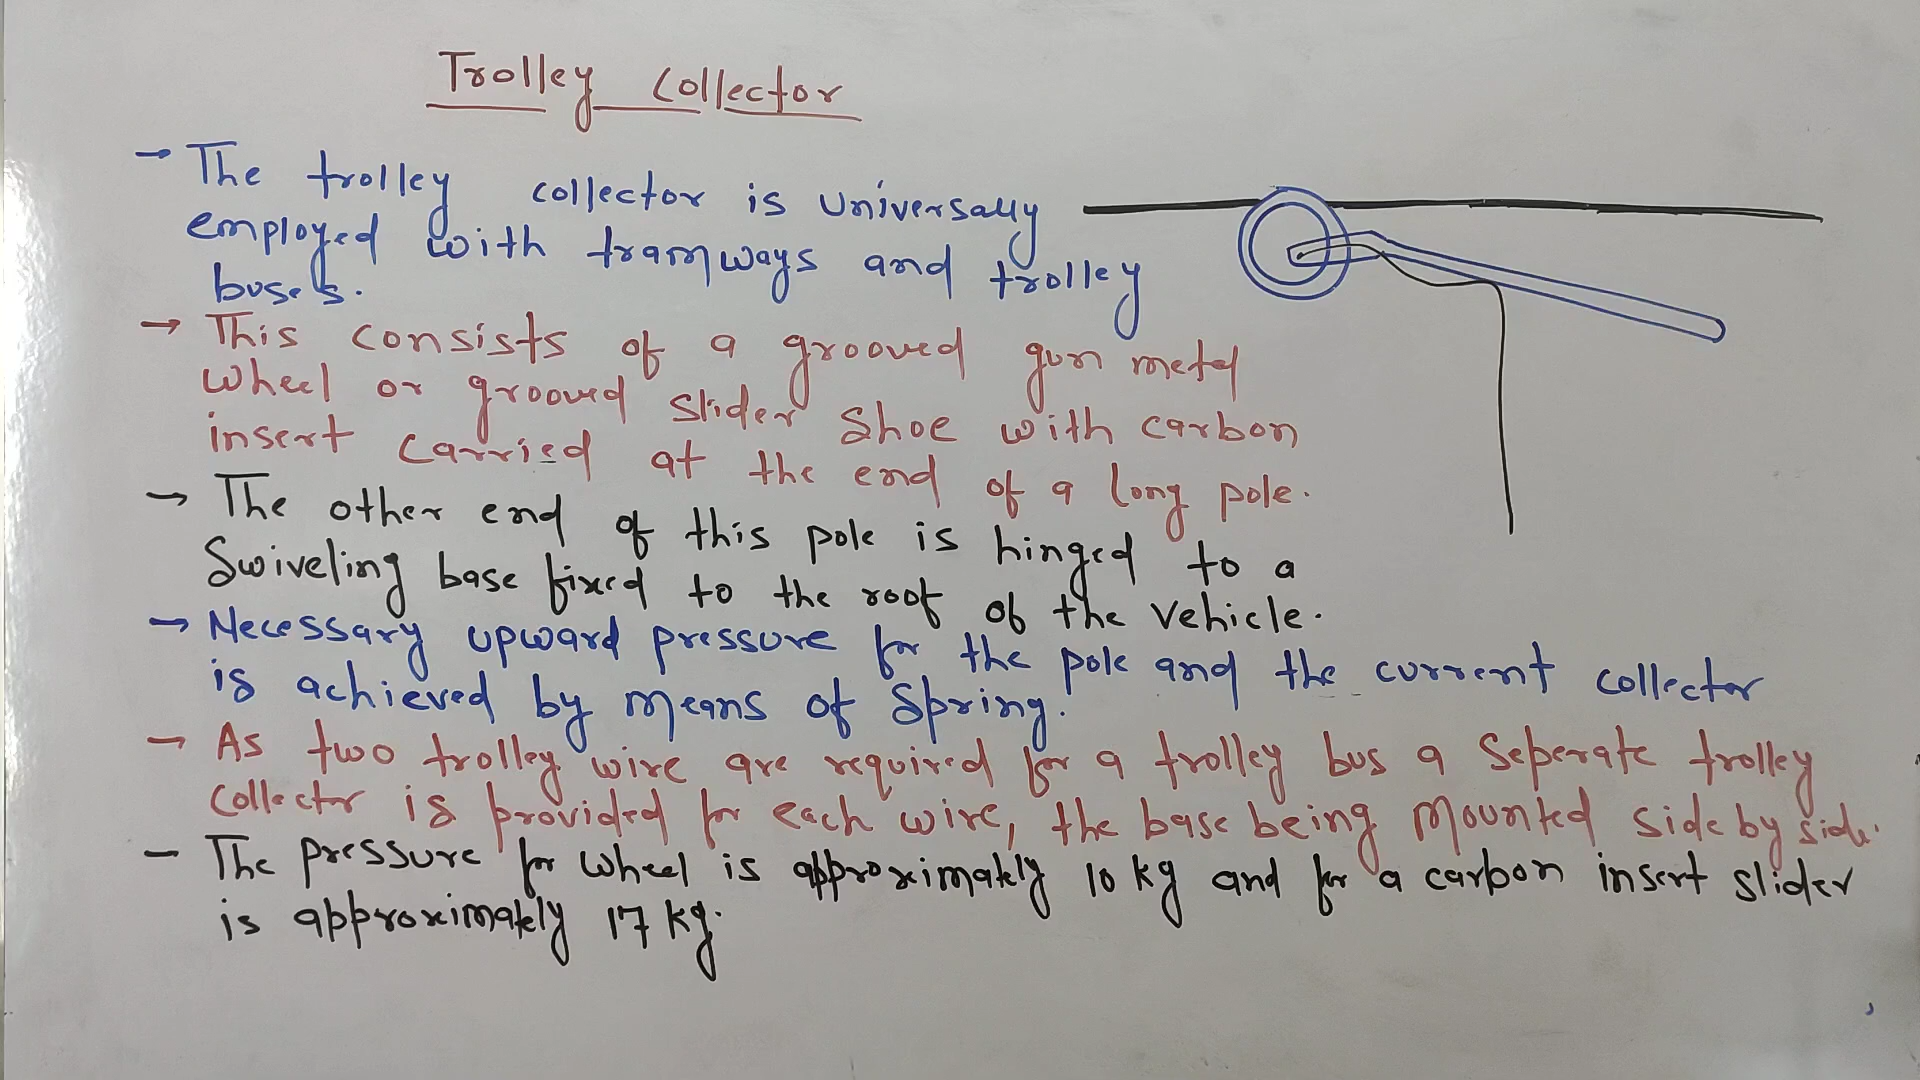 Trolley Collector
→ The trolley collector is universally
employed with tramways and trolley
buses.
→ This consists of a grooved gun metal
wheel or grooved slider shoe with carbon
insert carried at the end of a long pole.
→ The other end of this pole is hinged to a
Swiveling base fixed to the roof of the vehicle.
→ Necessary upward pressure for the pole and the current collector
is achieved by means of Spring.
→ As two trolley wire are required for a trolley bus a Seperate trolley
collector is provided for each wire, the base being mounted side by side.
- The pressure for wheel is approximately 10 kg and for a carbon insert slider
is approximately 17 kg.